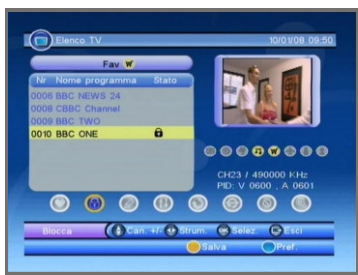 Elenco TV 10/01/08 09:50
Fav W
Nr Nome programma Stato
0006 BBC NEWS 24
0008 CBBC Channel
0009 BBC TWO
0010 BBC ONE
CH23 / 490000 KHz
PID: V 0600 , A 0601
Blocca Can. +/- Strum. Selez. Esci
Salva Pref.